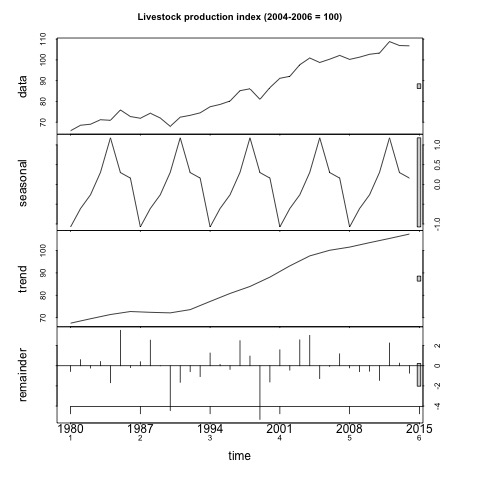 Livestock production index (2004-2006 = 100)
data
70 80 90 100 110
seasonal
-1.0 0.0 0.5 1.0
trend
70 80 90 100
remainder
-4 -2 0 2
1980 1987 1994 2001 2008 2015
1 2 3 4 5 6
time